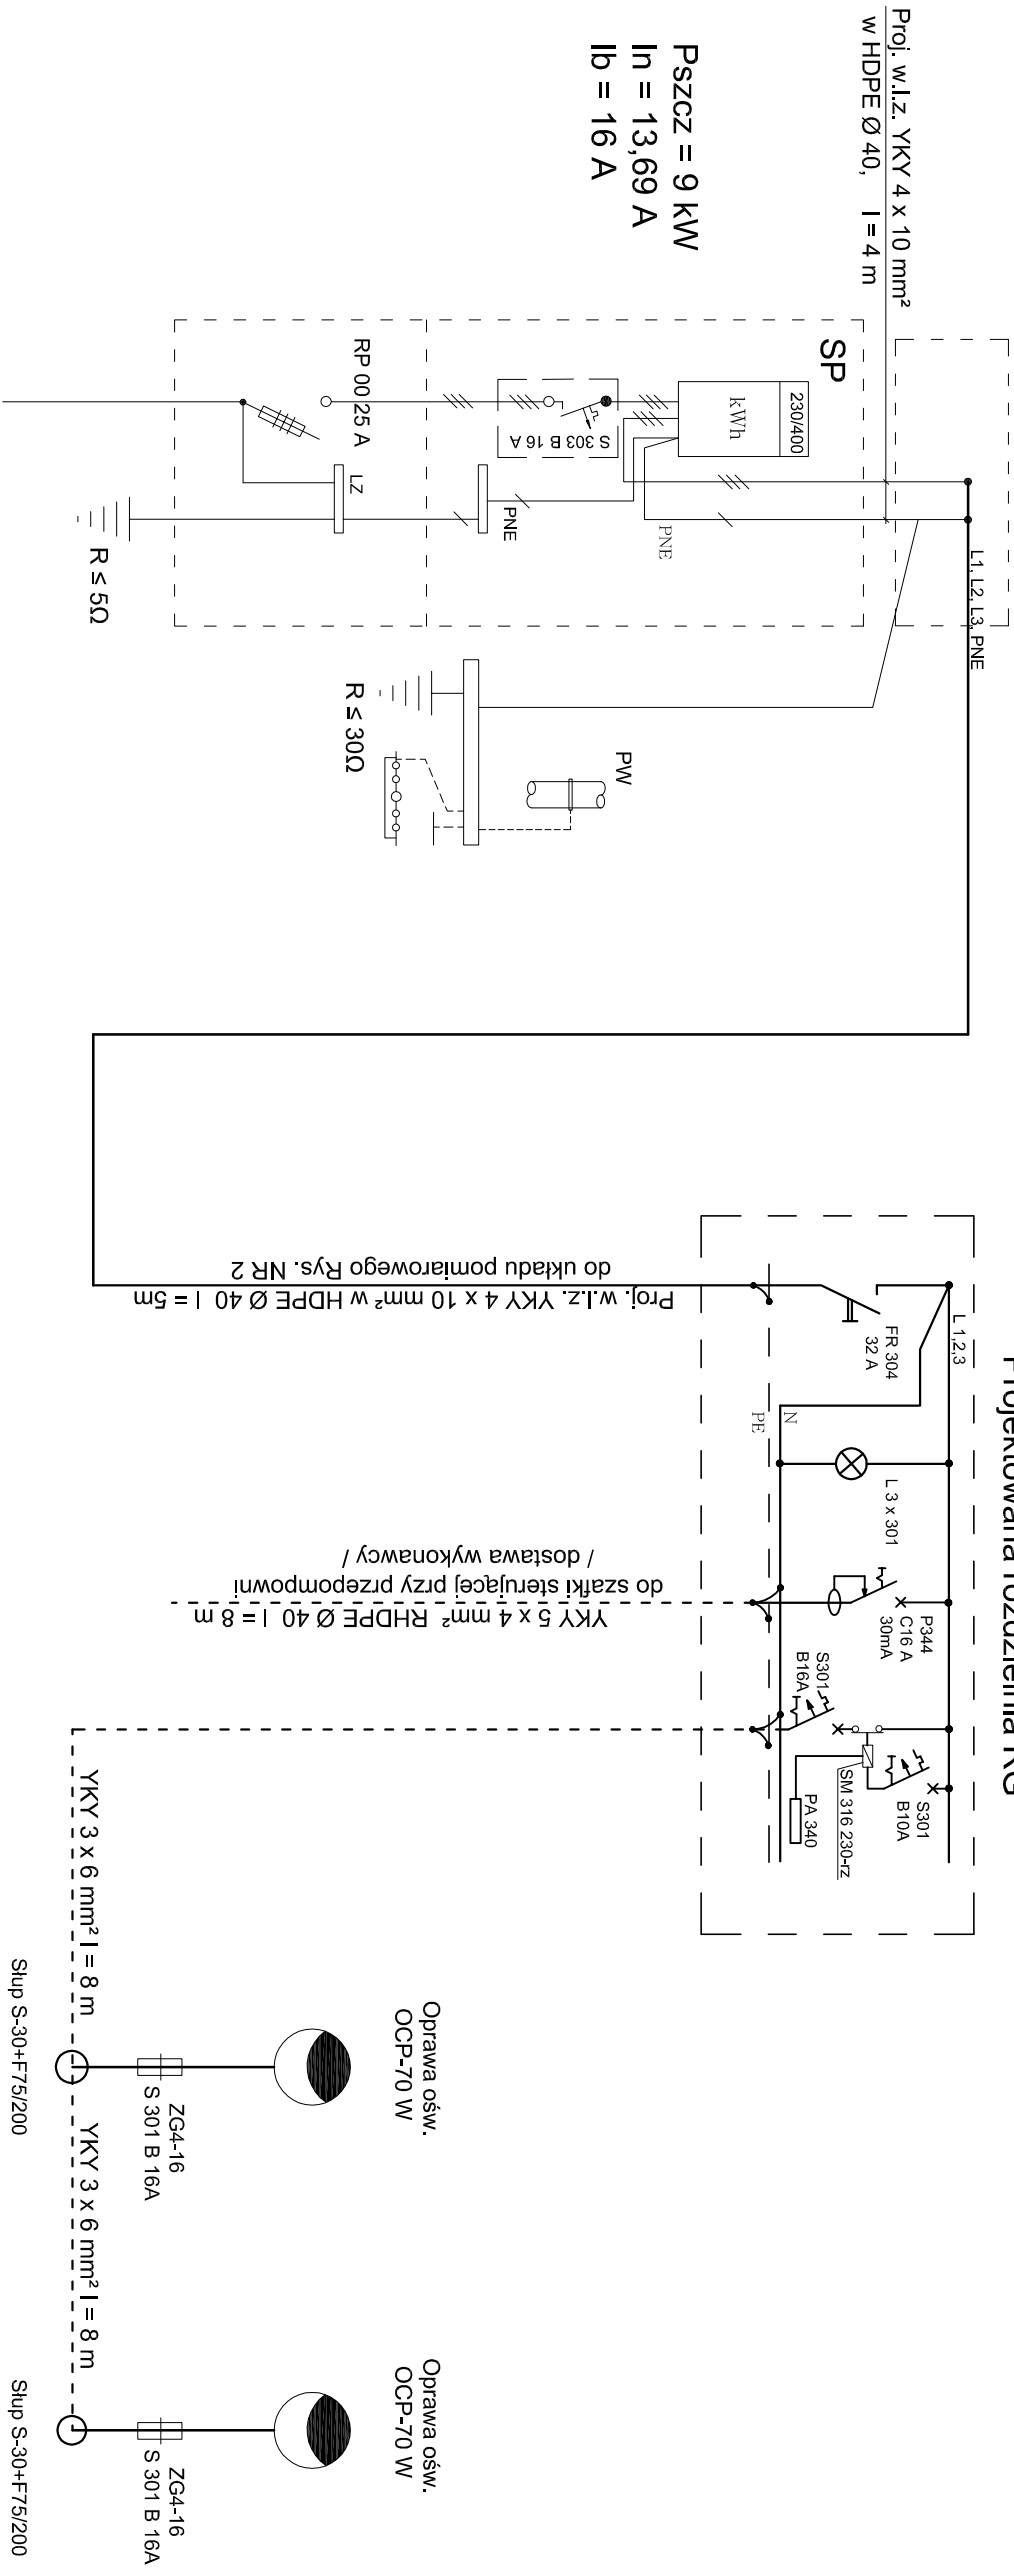 Proj. w.l.z. YKY 4 x 10 mm²
w HDPE Ø 40, l = 4 m
Pszcz = 9 kW
In = 13,69 A
Ib = 16 A
SP
230/400
kWh
S 303 B 16 A
RP 00 25 A
LZ
PNE
PNE
L1, L2, L3, PNE
R ≤ 5Ω
R ≤ 30Ω
PW
Projektowana rozdzielnia RG
Proj. w.l.z. YKY 4 x 10 mm² w HDPE Ø 40 l = 5m
do układu pomiarowego Rys. NR 2
L 1,2,3
FR 304
32 A
N
PE
L 3 x 301
P344
C16 A
30mA
YKY 5 x 4 mm² RHDPE Ø 40 l = 8 m
do szafki sterującej przy przepompowni
/ dostawa wykonawcy /
S301
B16A
S301
B10A
SM 316 230-rz
PA 340
YKY 3 x 6 mm² l = 8 m
Oprawa ośw.
OCP-70 W
ZG4-16
S 301 B 16A
Słup S-30+F75/200
YKY 3 x 6 mm² l = 8 m
Oprawa ośw.
OCP-70 W
ZG4-16
S 301 B 16A
Słup S-30+F75/200